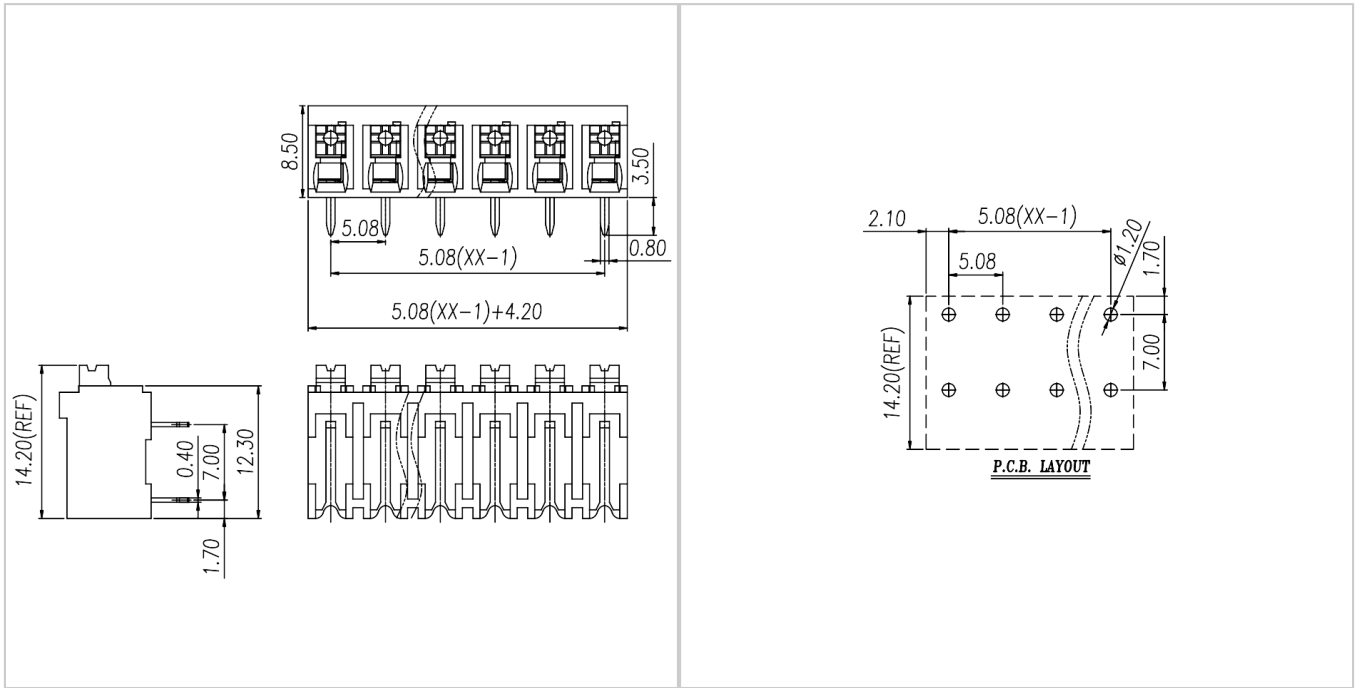 8.50
3.50
5.08
0.80
5.08(XX-1)
5.08(XX-1)+4.20
14.20(REF)
0.40
7.00
12.30
1.70
2.10
5.08(XX-1)
ø1.20
1.70
5.08
14.20(REF)
7.00
P.C.B. LAYOUT